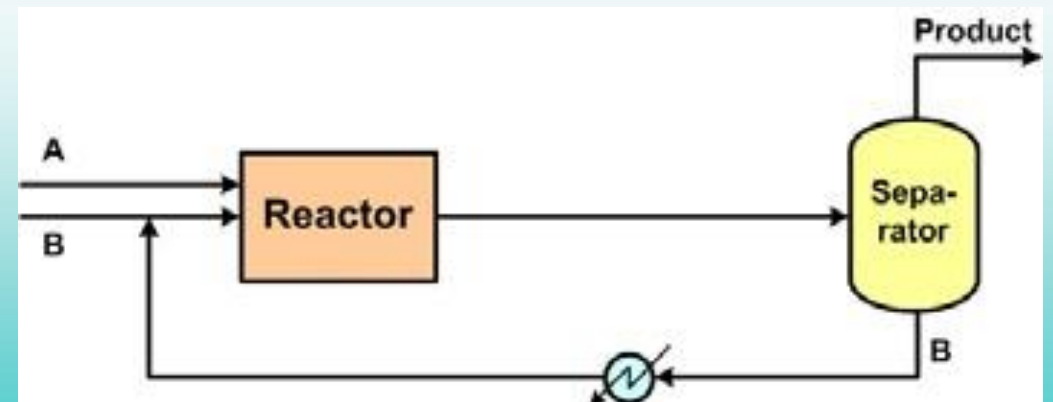 Product
A
Reactor
Sepa-
rator
B
B